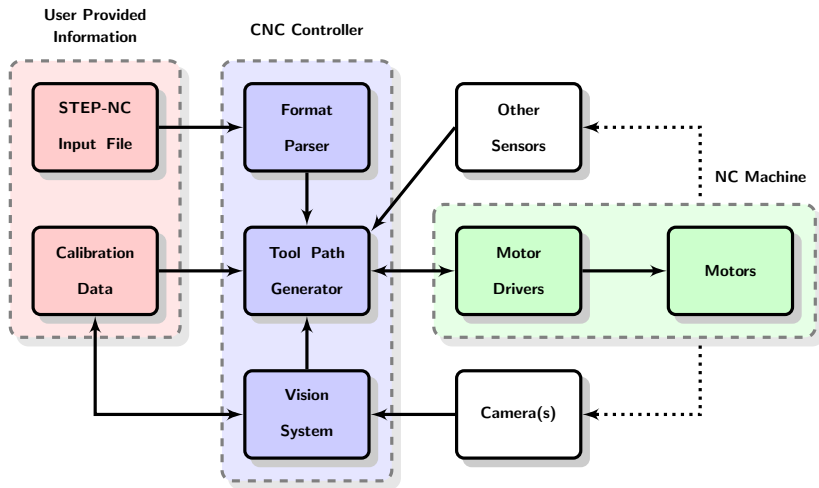 User Provided
Information
CNC Controller
STEP-NC
Input File
Format
Parser
Other
Sensors
NC Machine
Calibration
Data
Tool Path
Generator
Motor
Drivers
Motors
Vision
System
Camera(s)